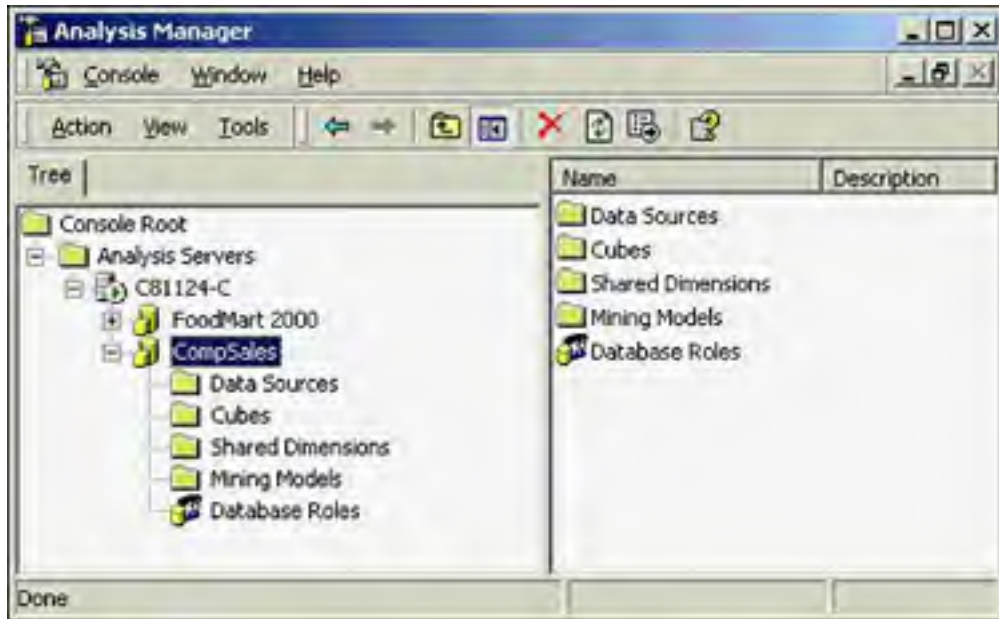 Analysis Manager
Console Window Help
Action View Tools
Tree
Console Root
Analysis Servers
C81124-C
FoodMart 2000
CompSales
Data Sources
Cubes
Shared Dimensions
Mining Models
Database Roles
Name Description
Data Sources
Cubes
Shared Dimensions
Mining Models
Database Roles
Done